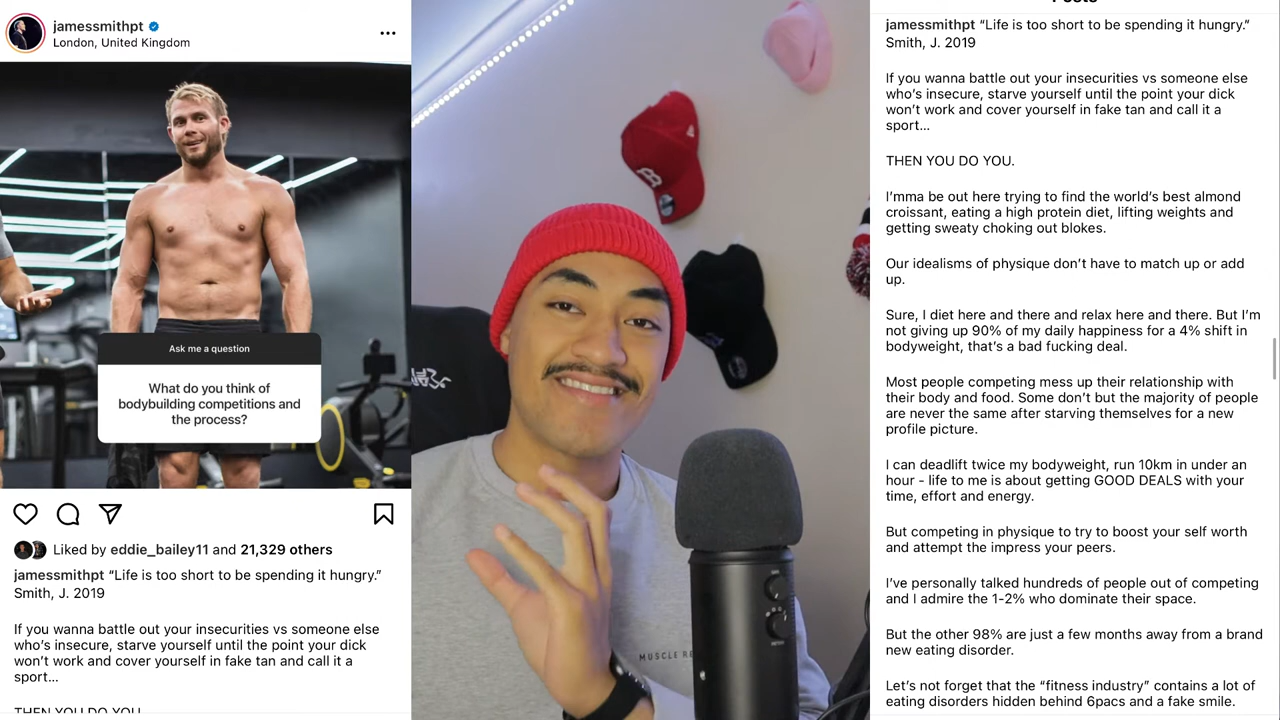 jamessmithpt
London, United Kingdom
Ask me a question
What do you think of
bodybuilding competitions and
the process?
Liked by eddie_bailey11 and 21,329 others
jamessmithpt “Life is too short to be spending it hungry.”
Smith, J. 2019
If you wanna battle out your insecurities vs someone else
who’s insecure, starve yourself until the point your dick
won’t work and cover yourself in fake tan and call it a
sport...
THEN YOU DO YOU.
B
MUSCLE
Posts
jamessmithpt “Life is too short to be spending it hungry.”
Smith, J. 2019
If you wanna battle out your insecurities vs someone else
who’s insecure, starve yourself until the point your dick
won’t work and cover yourself in fake tan and call it a
sport...
THEN YOU DO YOU.
I’mma be out here trying to find the world’s best almond
croissant, eating a high protein diet, lifting weights and
getting sweaty choking out blokes.
Our idealisms of physique don’t have to match up or add
up.
Sure, I diet here and there and relax here and there. But I’m
not giving up 90% of my daily happiness for a 4% shift in
bodyweight, that’s a bad fucking deal.
Most people competing mess up their relationship with
their body and food. Some don’t but the majority of people
are never the same after starving themselves for a new
profile picture.
I can deadlift twice my bodyweight, run 10km in under an
hour - life to me is about getting GOOD DEALS with your
time, effort and energy.
But competing in physique to try to boost your self worth
and attempt the impress your peers.
I’ve personally talked hundreds of people out of competing
and I admire the 1-2% who dominate their space.
But the other 98% are just a few months away from a brand
new eating disorder.
Let’s not forget that the “fitness industry” contains a lot of
eating disorders hidden behind 6pacs and a fake smile.